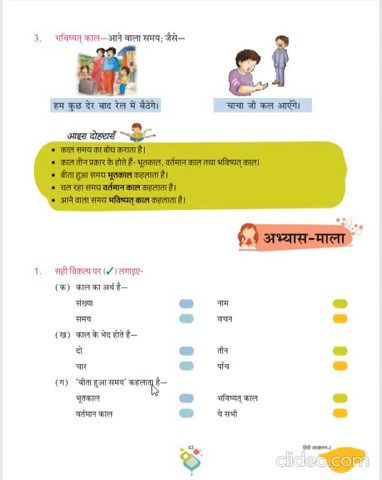 3. भविष्यत् काल—आने वाला समय; जैसे—
हम कुछ देर बाद रेल में बैठेंगे।
चाचा जी कल आएँगे।
आइए दोहराएँ
• काल समय का बोध कराता है।
• काल तीन प्रकार के होते हैं- भूतकाल, वर्तमान काल तथा भविष्यत् काल।
• बीता हुआ समय भूतकाल कहलाता है।
• चल रहा समय वर्तमान काल कहलाता है।
• आने वाला समय भविष्यत् काल कहलाता है।
अभ्यास-माला
1. सही विकल्प पर (✓) लगाइए-
(क) काल का अर्थ है—
संख्या नाम
समय वचन
(ख) काल के भेद होते हैं—
दो तीन
चार पाँच
(ग) 'बीता हुआ समय' कहलाता है—
भूतकाल भविष्यत् काल
वर्तमान काल ये सभी
43
हिंदी व्याकरण-2
clideo.com